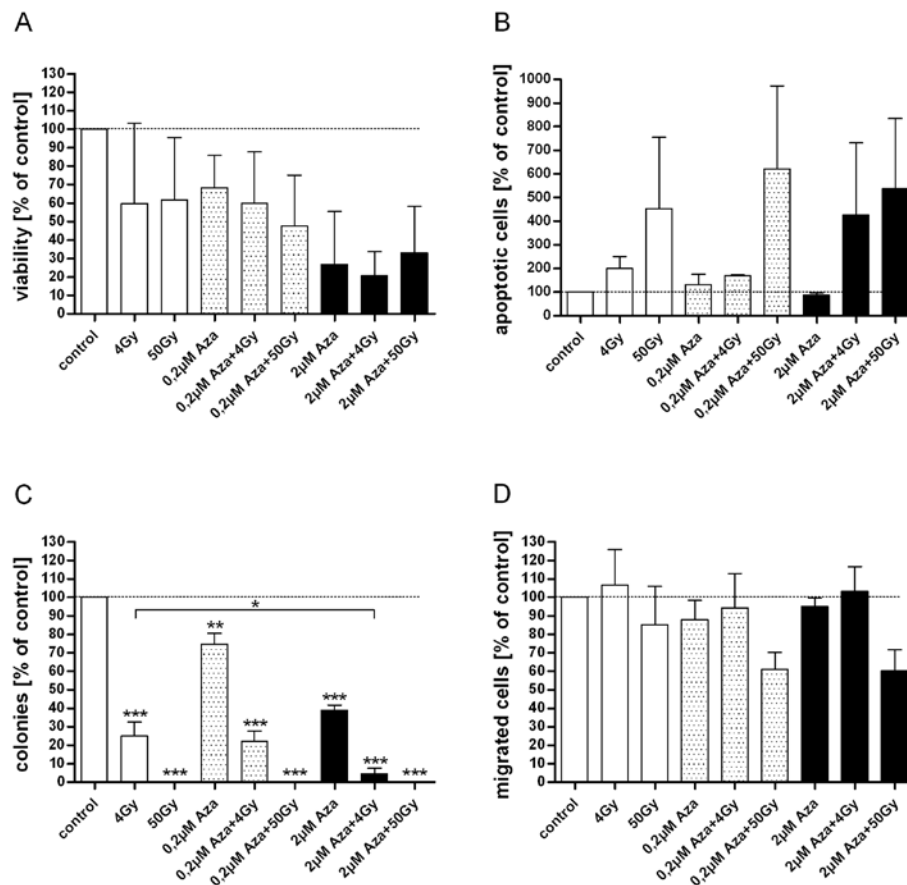 A
viability [% of control]
130
120
110
100
90
80
70
60
50
40
30
20
10
0
control
4Gy
50Gy
0,2µM Aza
0,2µM Aza+4Gy
0,2µM Aza+50Gy
2µM Aza
2µM Aza+4Gy
2µM Aza+50Gy
B
apoptotic cells [% of control]
1000
900
800
700
600
500
400
300
200
100
100
0
control
4Gy
50Gy
0,2µM Aza
0,2µM Aza+4Gy
0,2µM Aza+50Gy
2µM Aza
2µM Aza+4Gy
2µM Aza+50Gy
C
colonies [% of control]
130
120
110
100
90
80
70
60
50
40
30
20
10
0
*
***
***
**
***
***
***
***
***
control
4Gy
50Gy
0,2µM Aza
0,2µM Aza+4Gy
0,2µM Aza+50Gy
2µM Aza
2µM Aza+4Gy
2µM Aza+50Gy
D
migrated cells [% of control]
130
120
110
100
90
80
70
60
50
40
30
20
10
0
control
4Gy
50Gy
0,2µM Aza
0,2µM Aza+4Gy
0,2µM Aza+50Gy
2µM Aza
2µM Aza+4Gy
2µM Aza+50Gy